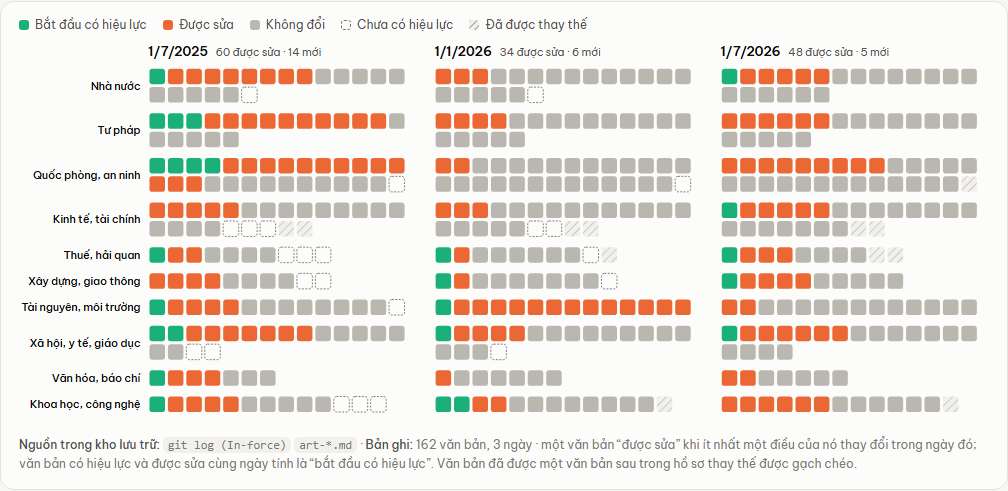 Bắt đầu có hiệu lực Được sửa Không đổi Chưa có hiệu lực Đã được thay thế
1/7/2025 60 được sửa · 14 mới 1/1/2026 34 được sửa · 6 mới 1/7/2026 48 được sửa · 5 mới
Nhà nước
Tư pháp
Quốc phòng, an ninh
Kinh tế, tài chính
Thuế, hải quan
Xây dựng, giao thông
Tài nguyên, môi trường
Xã hội, y tế, giáo dục
Văn hóa, báo chí
Khoa học, công nghệ
Nguồn trong kho lưu trữ: git log (In-force) art-*.md · Bản ghi: 162 văn bản, 3 ngày · một văn bản “được sửa” khi ít nhất một điều của nó thay đổi trong ngày đó;
văn bản có hiệu lực và được sửa cùng ngày tính là “bắt đầu có hiệu lực”. Văn bản đã được một văn bản sau trong hồ sơ thay thế được gạch chéo.